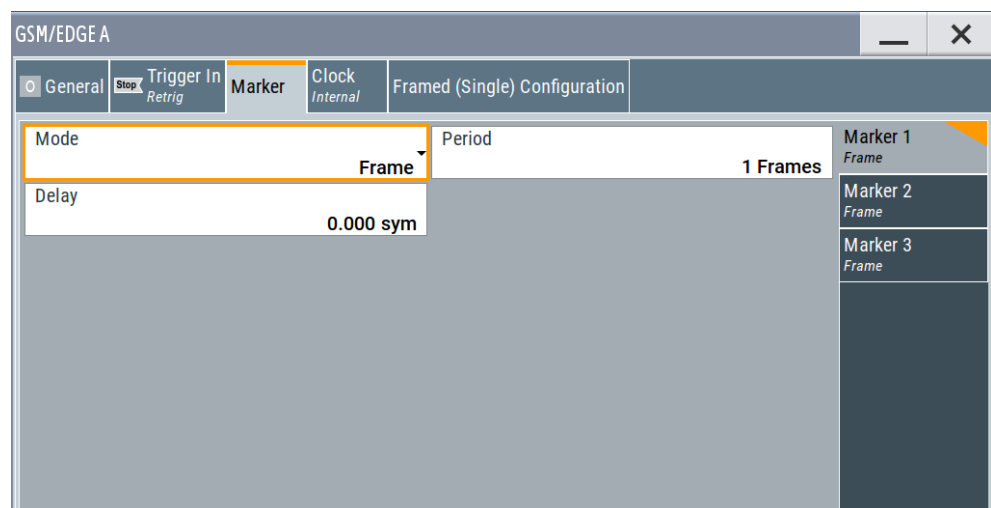 GSM/EDGE A
General
Stop
Trigger In
Retrig
Marker
Clock
Internal
Framed (Single) Configuration
Mode
Frame
Period
1 Frames
Delay
0.000 sym
Marker 1
Frame
Marker 2
Frame
Marker 3
Frame